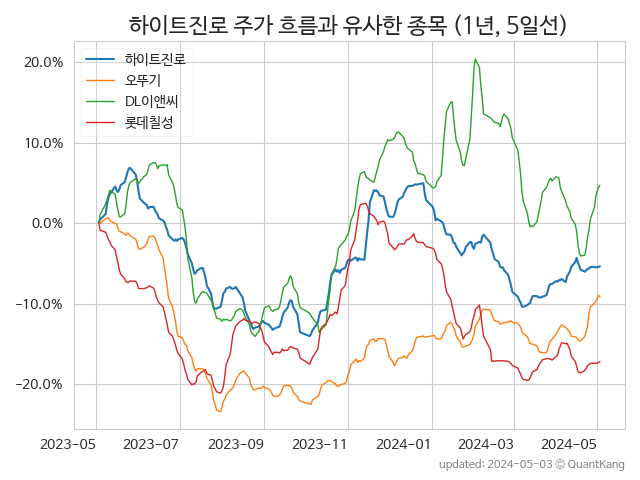 하이트진로 주가 흐름과 유사한 종목 (1년, 5일선)
하이트진로
오뚜기
DL이앤씨
롯데칠성
20.0%
10.0%
0.0%
−10.0%
−20.0%
2023-05 2023-07 2023-09 2023-11 2024-01 2024-03 2024-05
updated: 2024-05-03 ⓒ QuantKang